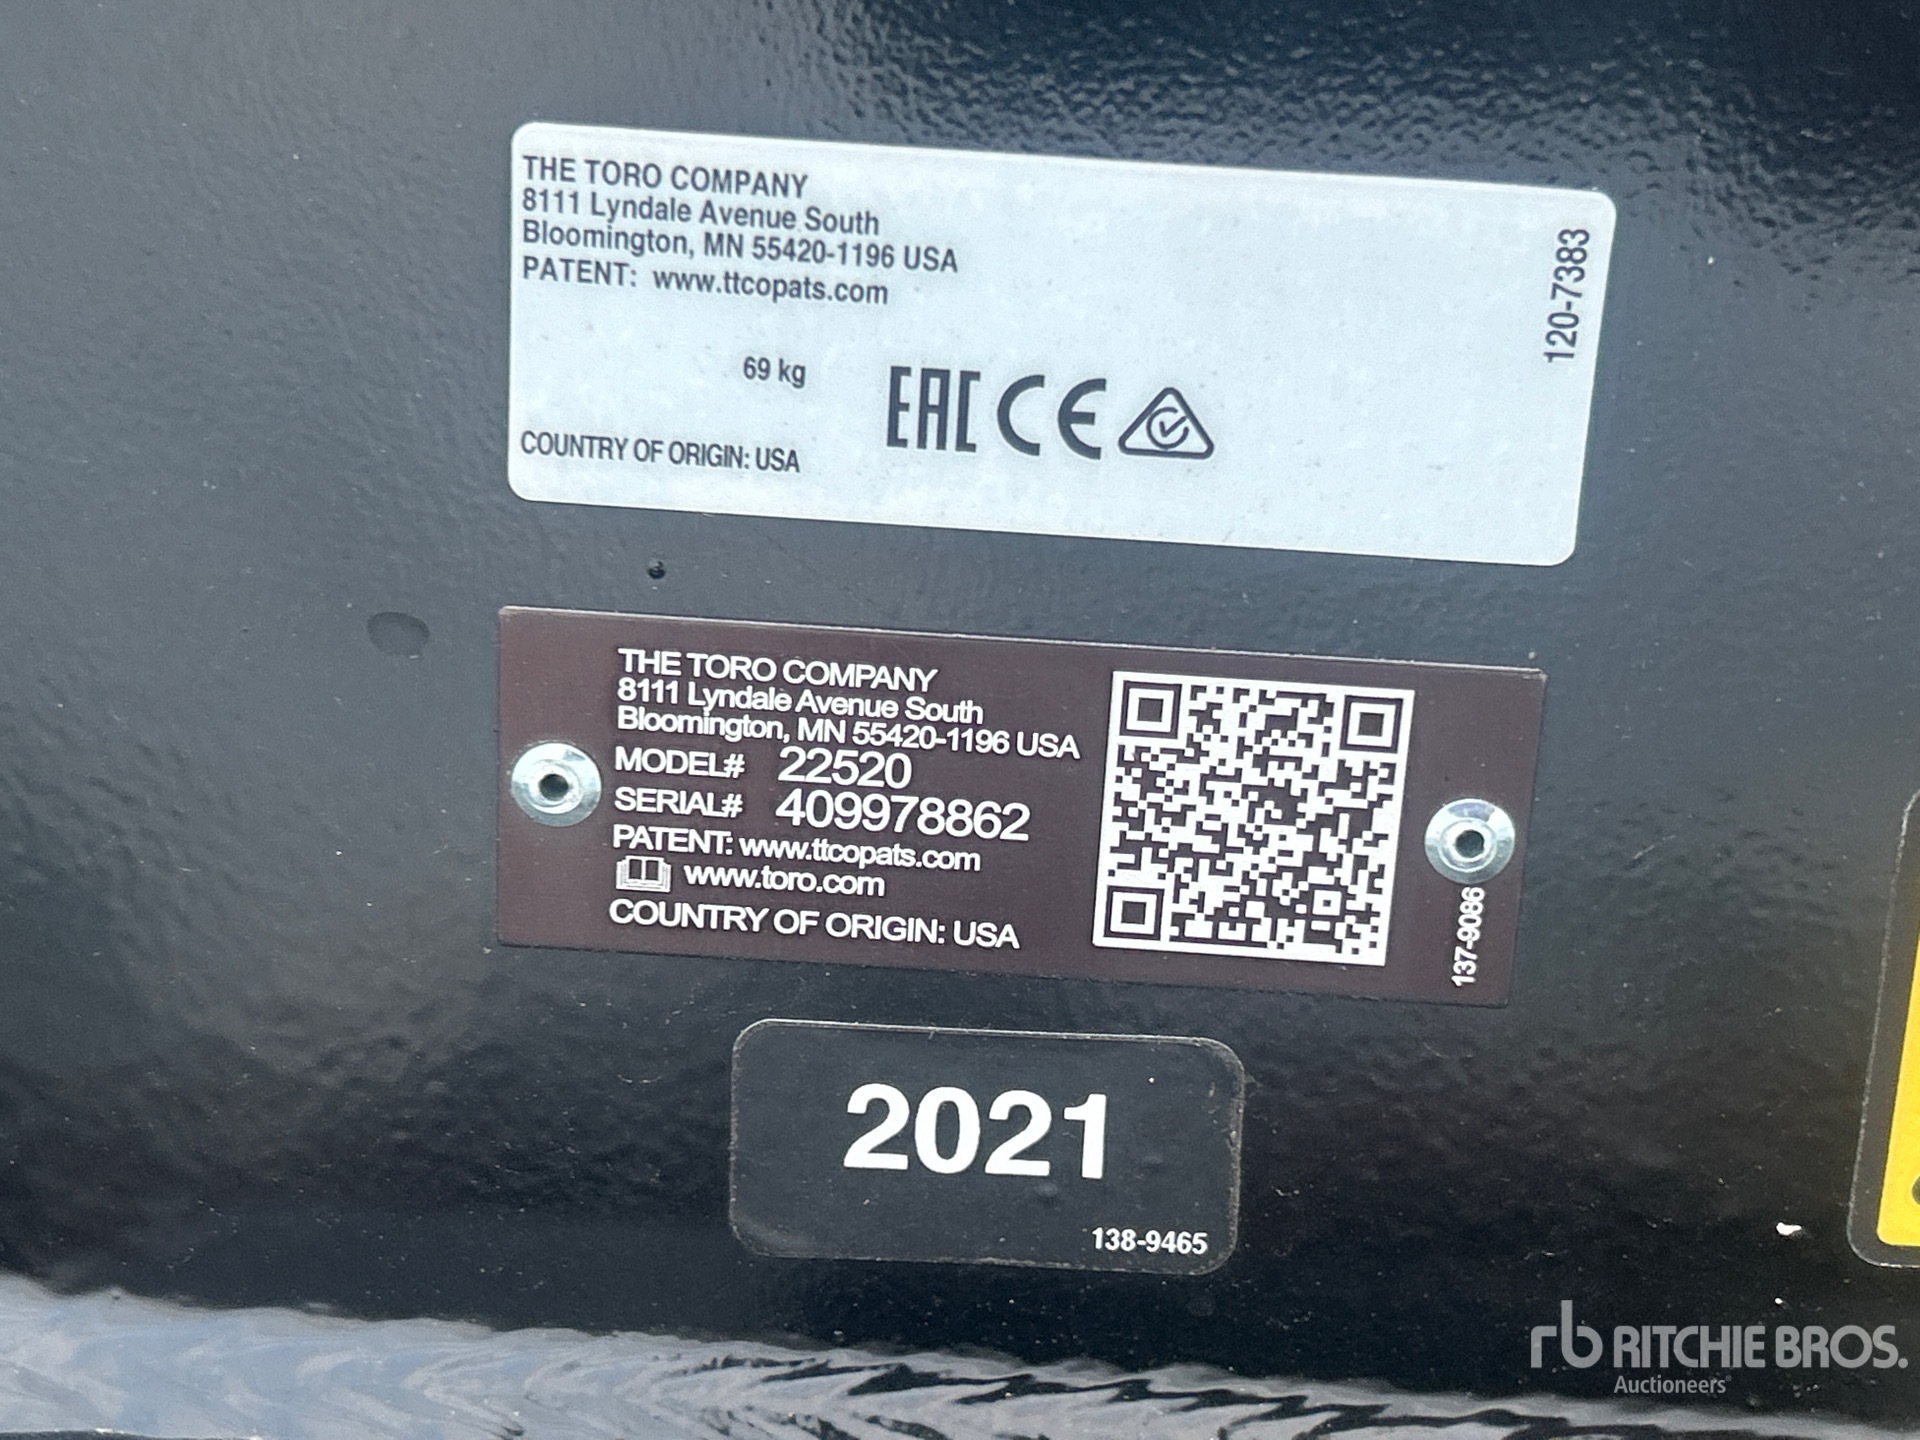 THE TORO COMPANY
8111 Lyndale Avenue South
Bloomington, MN 55420-1196 USA
PATENT: www.ttcopats.com
69 kg
EAC CE
COUNTRY OF ORIGIN: USA
120-7383
THE TORO COMPANY
8111 Lyndale Avenue South
Bloomington, MN 55420-1196 USA
MODEL# 22520
SERIAL# 409978862
PATENT: www.ttcopats.com
www.toro.com
COUNTRY OF ORIGIN: USA
137-9086
2021
138-9465
rb RITCHIE BROS.
Auctioneers